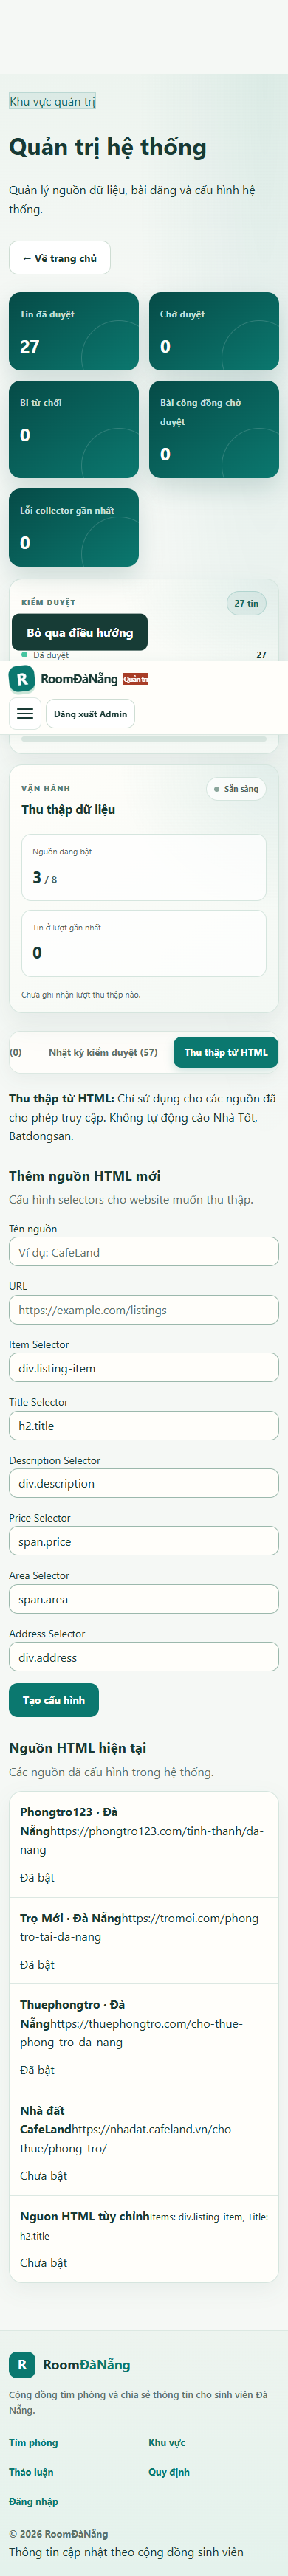 Khu vực quản trị
Quản trị hệ thống
Quản lý nguồn dữ liệu, bài đăng và cấu hình hệ
thống.
← Về trang chủ
Tin đã duyệt
27
Chờ duyệt
0
Bị từ chối
0
Bài cộng đồng chờ
duyệt
0
Lỗi collector gần nhất
0
KIỂM DUYỆT
27 tin
Bỏ qua điều hướng
Đã duyệt
27
R
RoomĐàNẵng
Quản trị
Đăng xuất Admin
VẬN HÀNH
Sẵn sàng
Thu thập dữ liệu
Nguồn đang bật
3 / 8
Tin ở lượt gần nhất
0
Chưa ghi nhận lượt thu thập nào.
(0)
Nhật ký kiểm duyệt (57)
Thu thập từ HTML
Thu thập từ HTML: Chỉ sử dụng cho các nguồn đã
cho phép truy cập. Không tự động cào Nhà Tốt,
Batdongsan.
Thêm nguồn HTML mới
Cấu hình selectors cho website muốn thu thập.
Tên nguồn
Ví dụ: CafeLand
URL
https://example.com/listings
Item Selector
div.listing-item
Title Selector
h2.title
Description Selector
div.description
Price Selector
span.price
Area Selector
span.area
Address Selector
div.address
Tạo cấu hình
Nguồn HTML hiện tại
Các nguồn đã cấu hình trong hệ thống.
Phongtro123 · Đà
Nẵnghttps://phongtro123.com/tinh-thanh/da-
nang
Đã bật
Trọ Mới · Đà Nẵnghttps://tromoi.com/phong-
tro-tai-da-nang
Đã bật
Thuephongtro · Đà
Nẵnghttps://thuephongtro.com/cho-thue-
phong-tro-da-nang
Đã bật
Nhà đất
CafeLandhttps://nhadat.cafeland.vn/cho-
thue/phong-tro/
Chưa bật
Nguon HTML tùy chỉnhItems: div.listing-item, Title:
h2.title
Chưa bật
R
RoomĐàNẵng
Cộng đồng tìm phòng và chia sẻ thông tin cho sinh viên Đà
Nẵng.
Tìm phòng
Khu vực
Thảo luận
Quy định
Đăng nhập
© 2026 RoomĐàNẵng
Thông tin cập nhật theo cộng đồng sinh viên